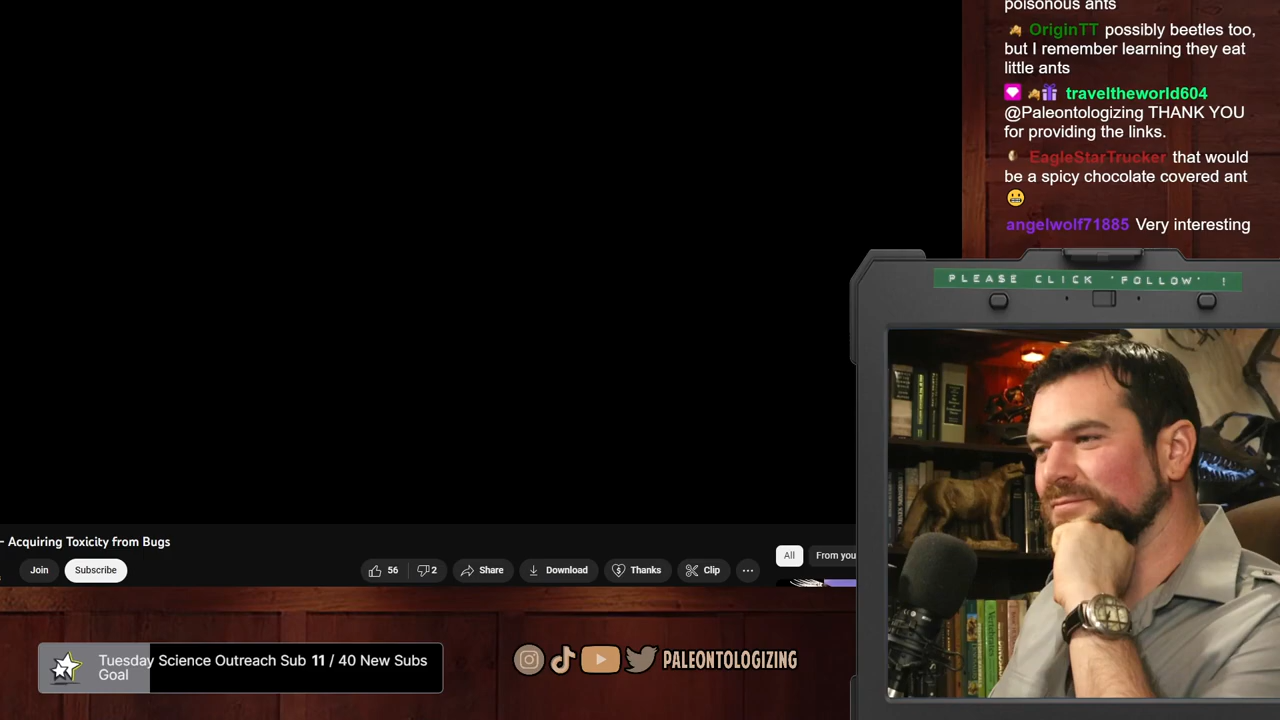 poisonous ants
OriginTT possibly beetles too,
but I remember learning they eat
little ants
traveltheworld604
@Paleontologizing THANK YOU
for providing the links.
EagleStarTrucker that would
be a spicy chocolate covered ant
angelwolf71885 Very interesting
PLEASE CLICK 'FOLLOW' !
- Acquiring Toxicity from Bugs
Join Subscribe 56 2 Share Download Thanks Clip
All From you
Tuesday Science Outreach Sub 11 / 40 New Subs
Goal
PALEONTOLOGIZING